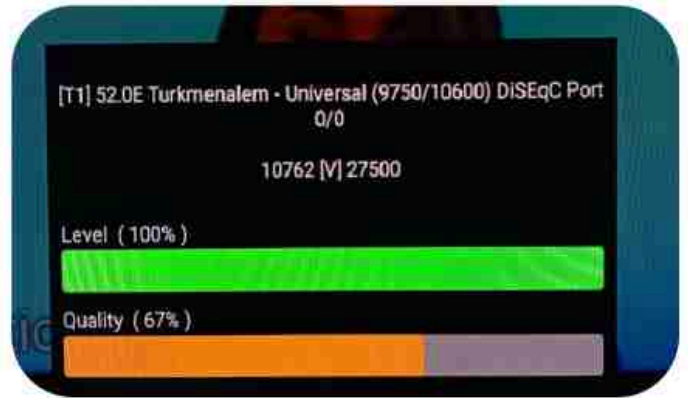 [T1] 52.0E Turkmenalem - Universal (9750/10600) DiSEqC Port
0/0
10762 [V] 27500
Level ( 100% )
Quality ( 67% )